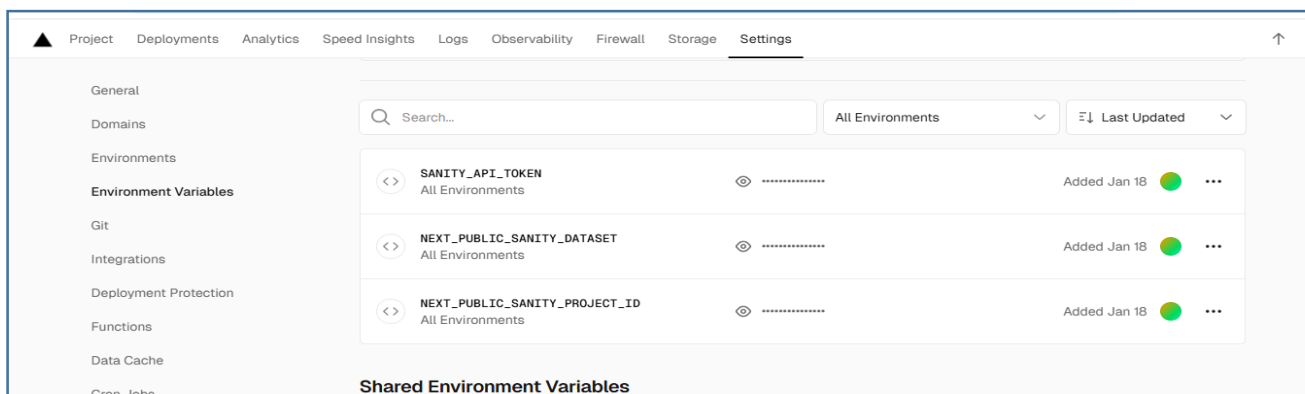 Project Deployments Analytics Speed Insights Logs Observability Firewall Storage Settings
General
Domains
Environments
Environment Variables
Git
Integrations
Deployment Protection
Functions
Data Cache
Cron Jobs
Search...
All Environments
Last Updated
SANITY_API_TOKEN
All Environments
Added Jan 18
NEXT_PUBLIC_SANITY_DATASET
All Environments
Added Jan 18
NEXT_PUBLIC_SANITY_PROJECT_ID
All Environments
Added Jan 18
Shared Environment Variables